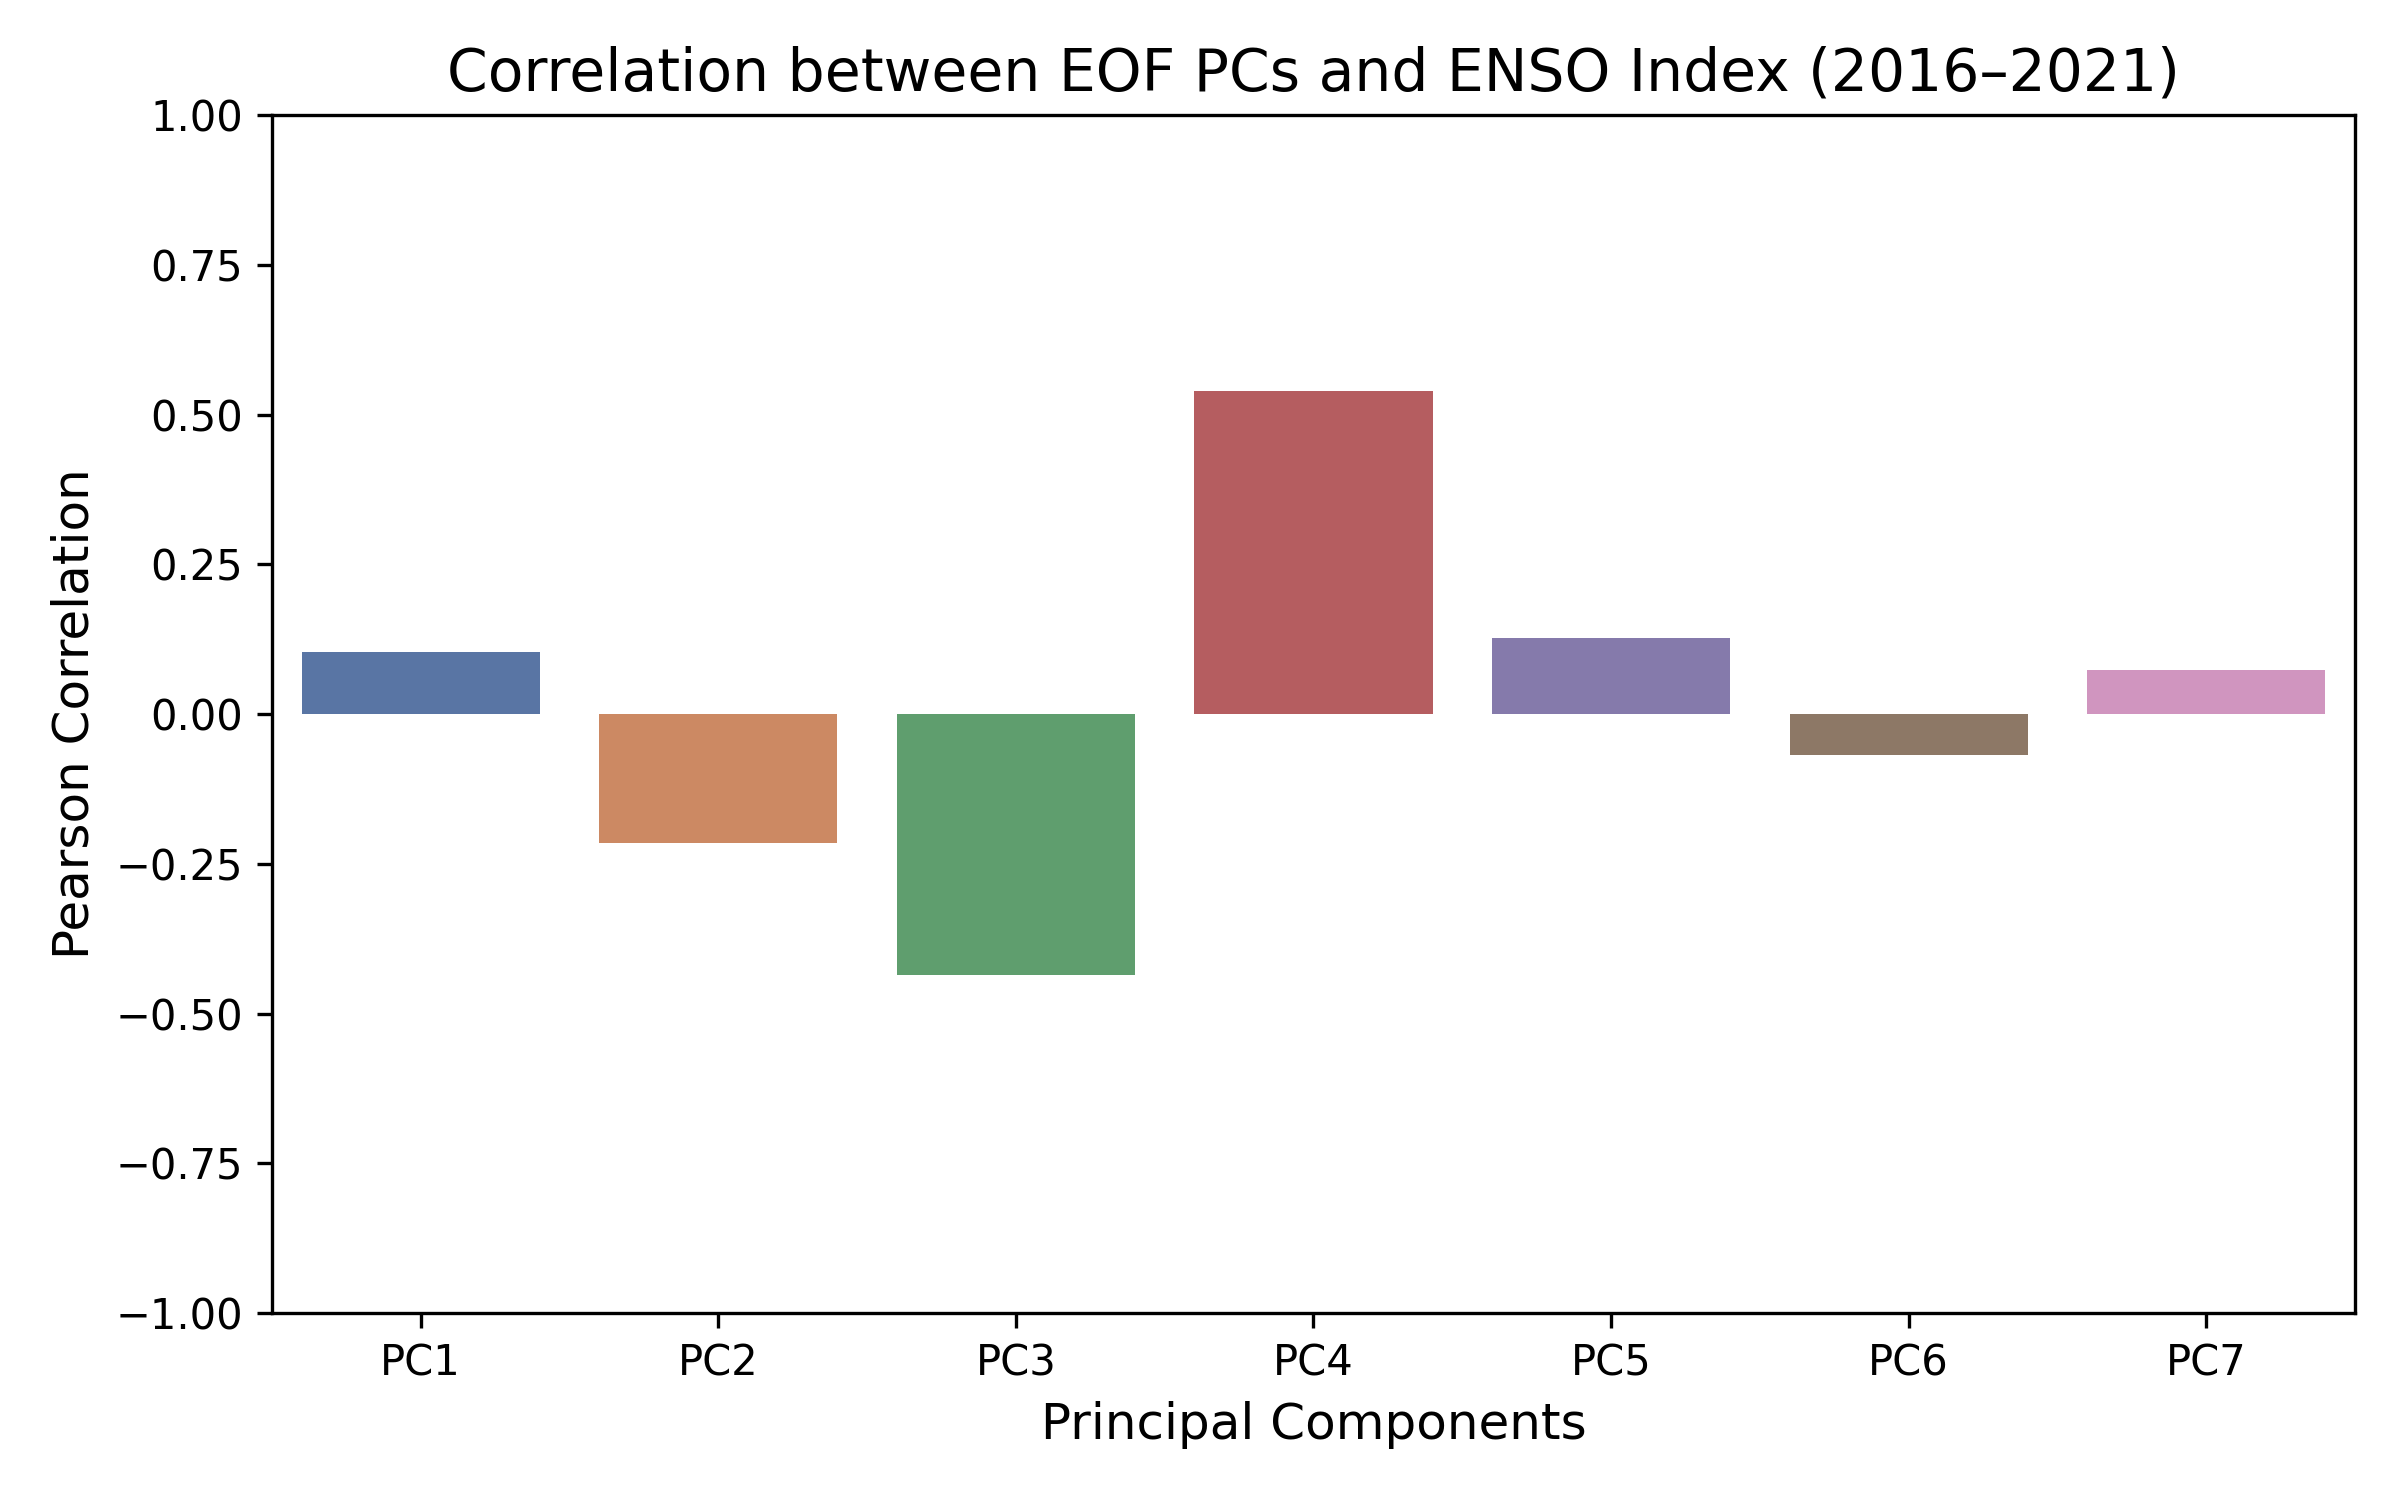 Correlation between EOF PCs and ENSO Index (2016–2021)
1.00
0.75
0.50
0.25
0.00
−0.25
−0.50
−0.75
−1.00
Pearson Correlation
PC1 PC2 PC3 PC4 PC5 PC6 PC7
Principal Components